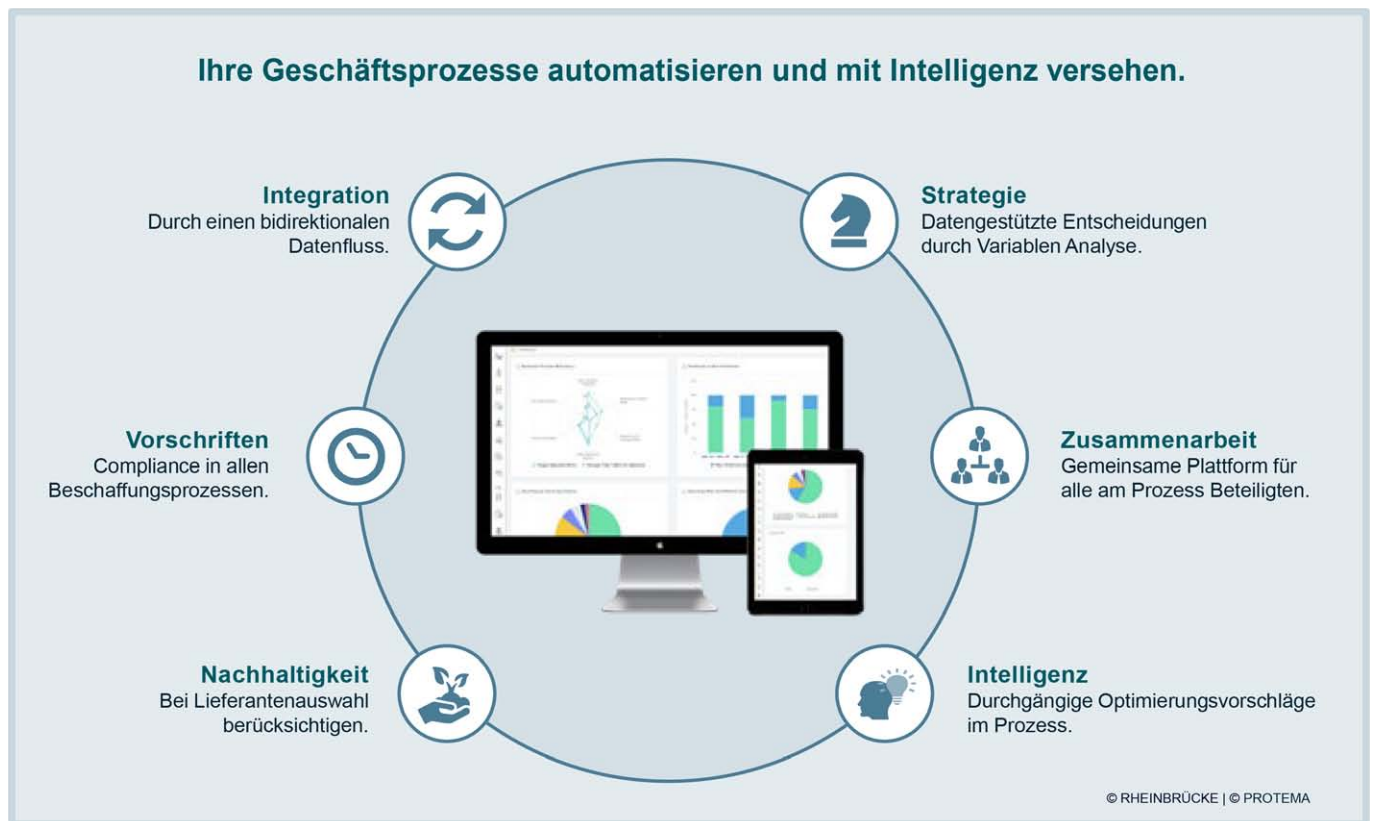 Ihre Geschäftsprozesse automatisieren und mit Intelligenz versehen.
Integration
Durch einen bidirektionalen
Datenfluss.
Strategie
Datengestützte Entscheidungen
durch Variablen Analyse.
Vorschriften
Compliance in allen
Beschaffungsprozessen.
Zusammenarbeit
Gemeinsame Plattform für
alle am Prozess Beteiligten.
Nachhaltigkeit
Bei Lieferantenauswahl
berücksichtigen.
Intelligenz
Durchgängige Optimierungsvorschläge
im Prozess.
© RHEINBRÜCKE | © PROTEMA